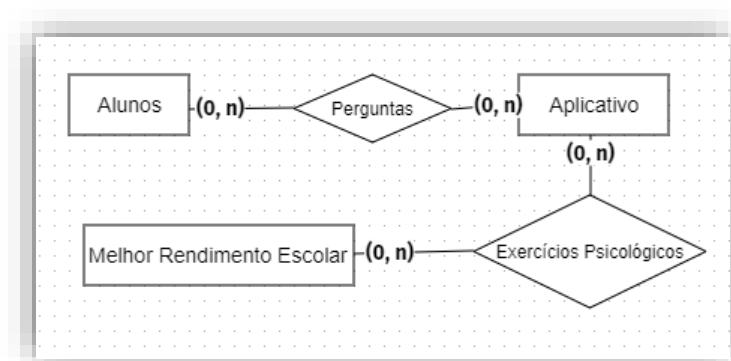 Alunos
(0, n)
Perguntas
(0, n)
Aplicativo
(0, n)
Melhor Rendimento Escolar
(0, n)
Exercícios Psicológicos